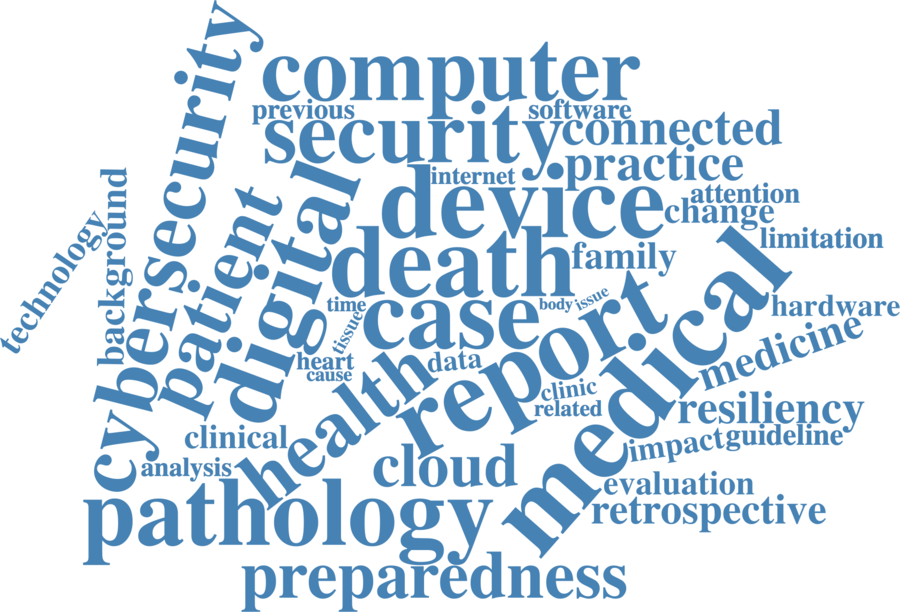 computer
previous
software
security
connected
cybersecurity
internet
practice
device
attention
change
background
patient
digital
technology
death
family
limitation
time
case
body
issue
tissue
hardware
medical
report
medicine
heart
cause
data
health
clinic
related
resiliency
clinical
impact
guideline
analysis
cloud
evaluation
pathology
retrospective
preparedness